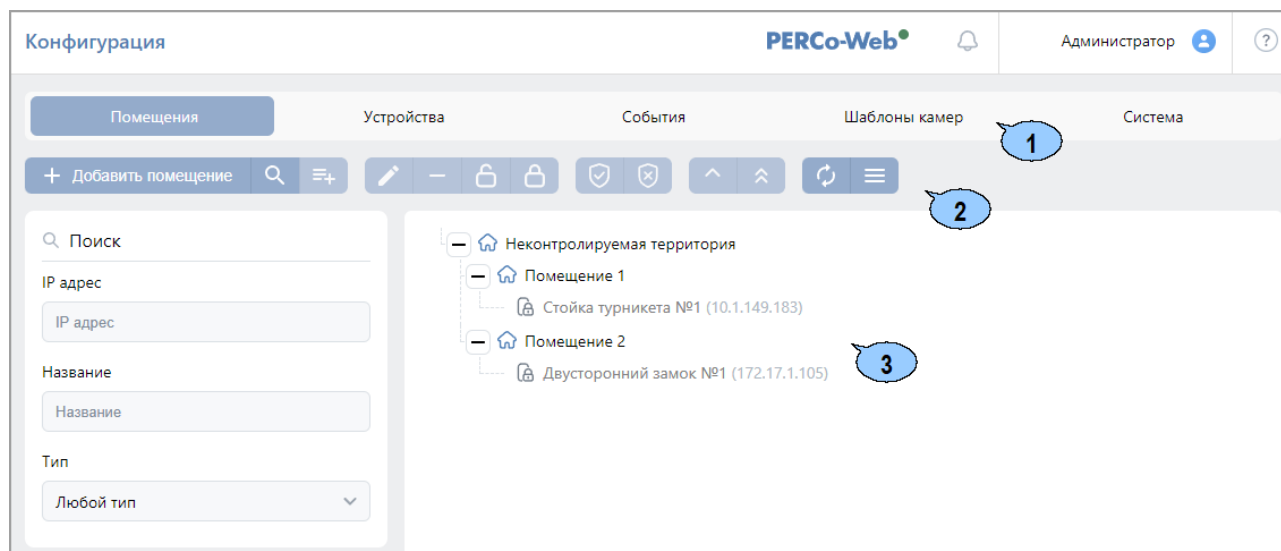 Конфигурация
PERCo-Web
Администратор
?
Помещения
Устройства
События
Шаблоны камер
Система
1
+ Добавить помещение
2
Поиск
IP адрес
IP адрес
Название
Название
Тип
Любой тип
Неконтролируемая территория
Помещение 1
Стойка турникета №1 (10.1.149.183)
Помещение 2
Двусторонний замок №1 (172.17.1.105)
3